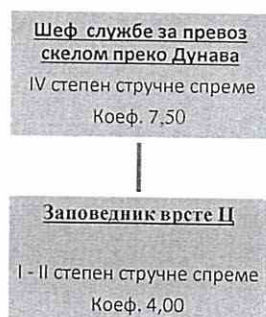 Шеф службе за превоз
скелом преко Дунава
IV степен стручне спреме
Коеф. 7,50
Заповедник врсте Ц
I - II степен стручне спреме
Коеф. 4,00